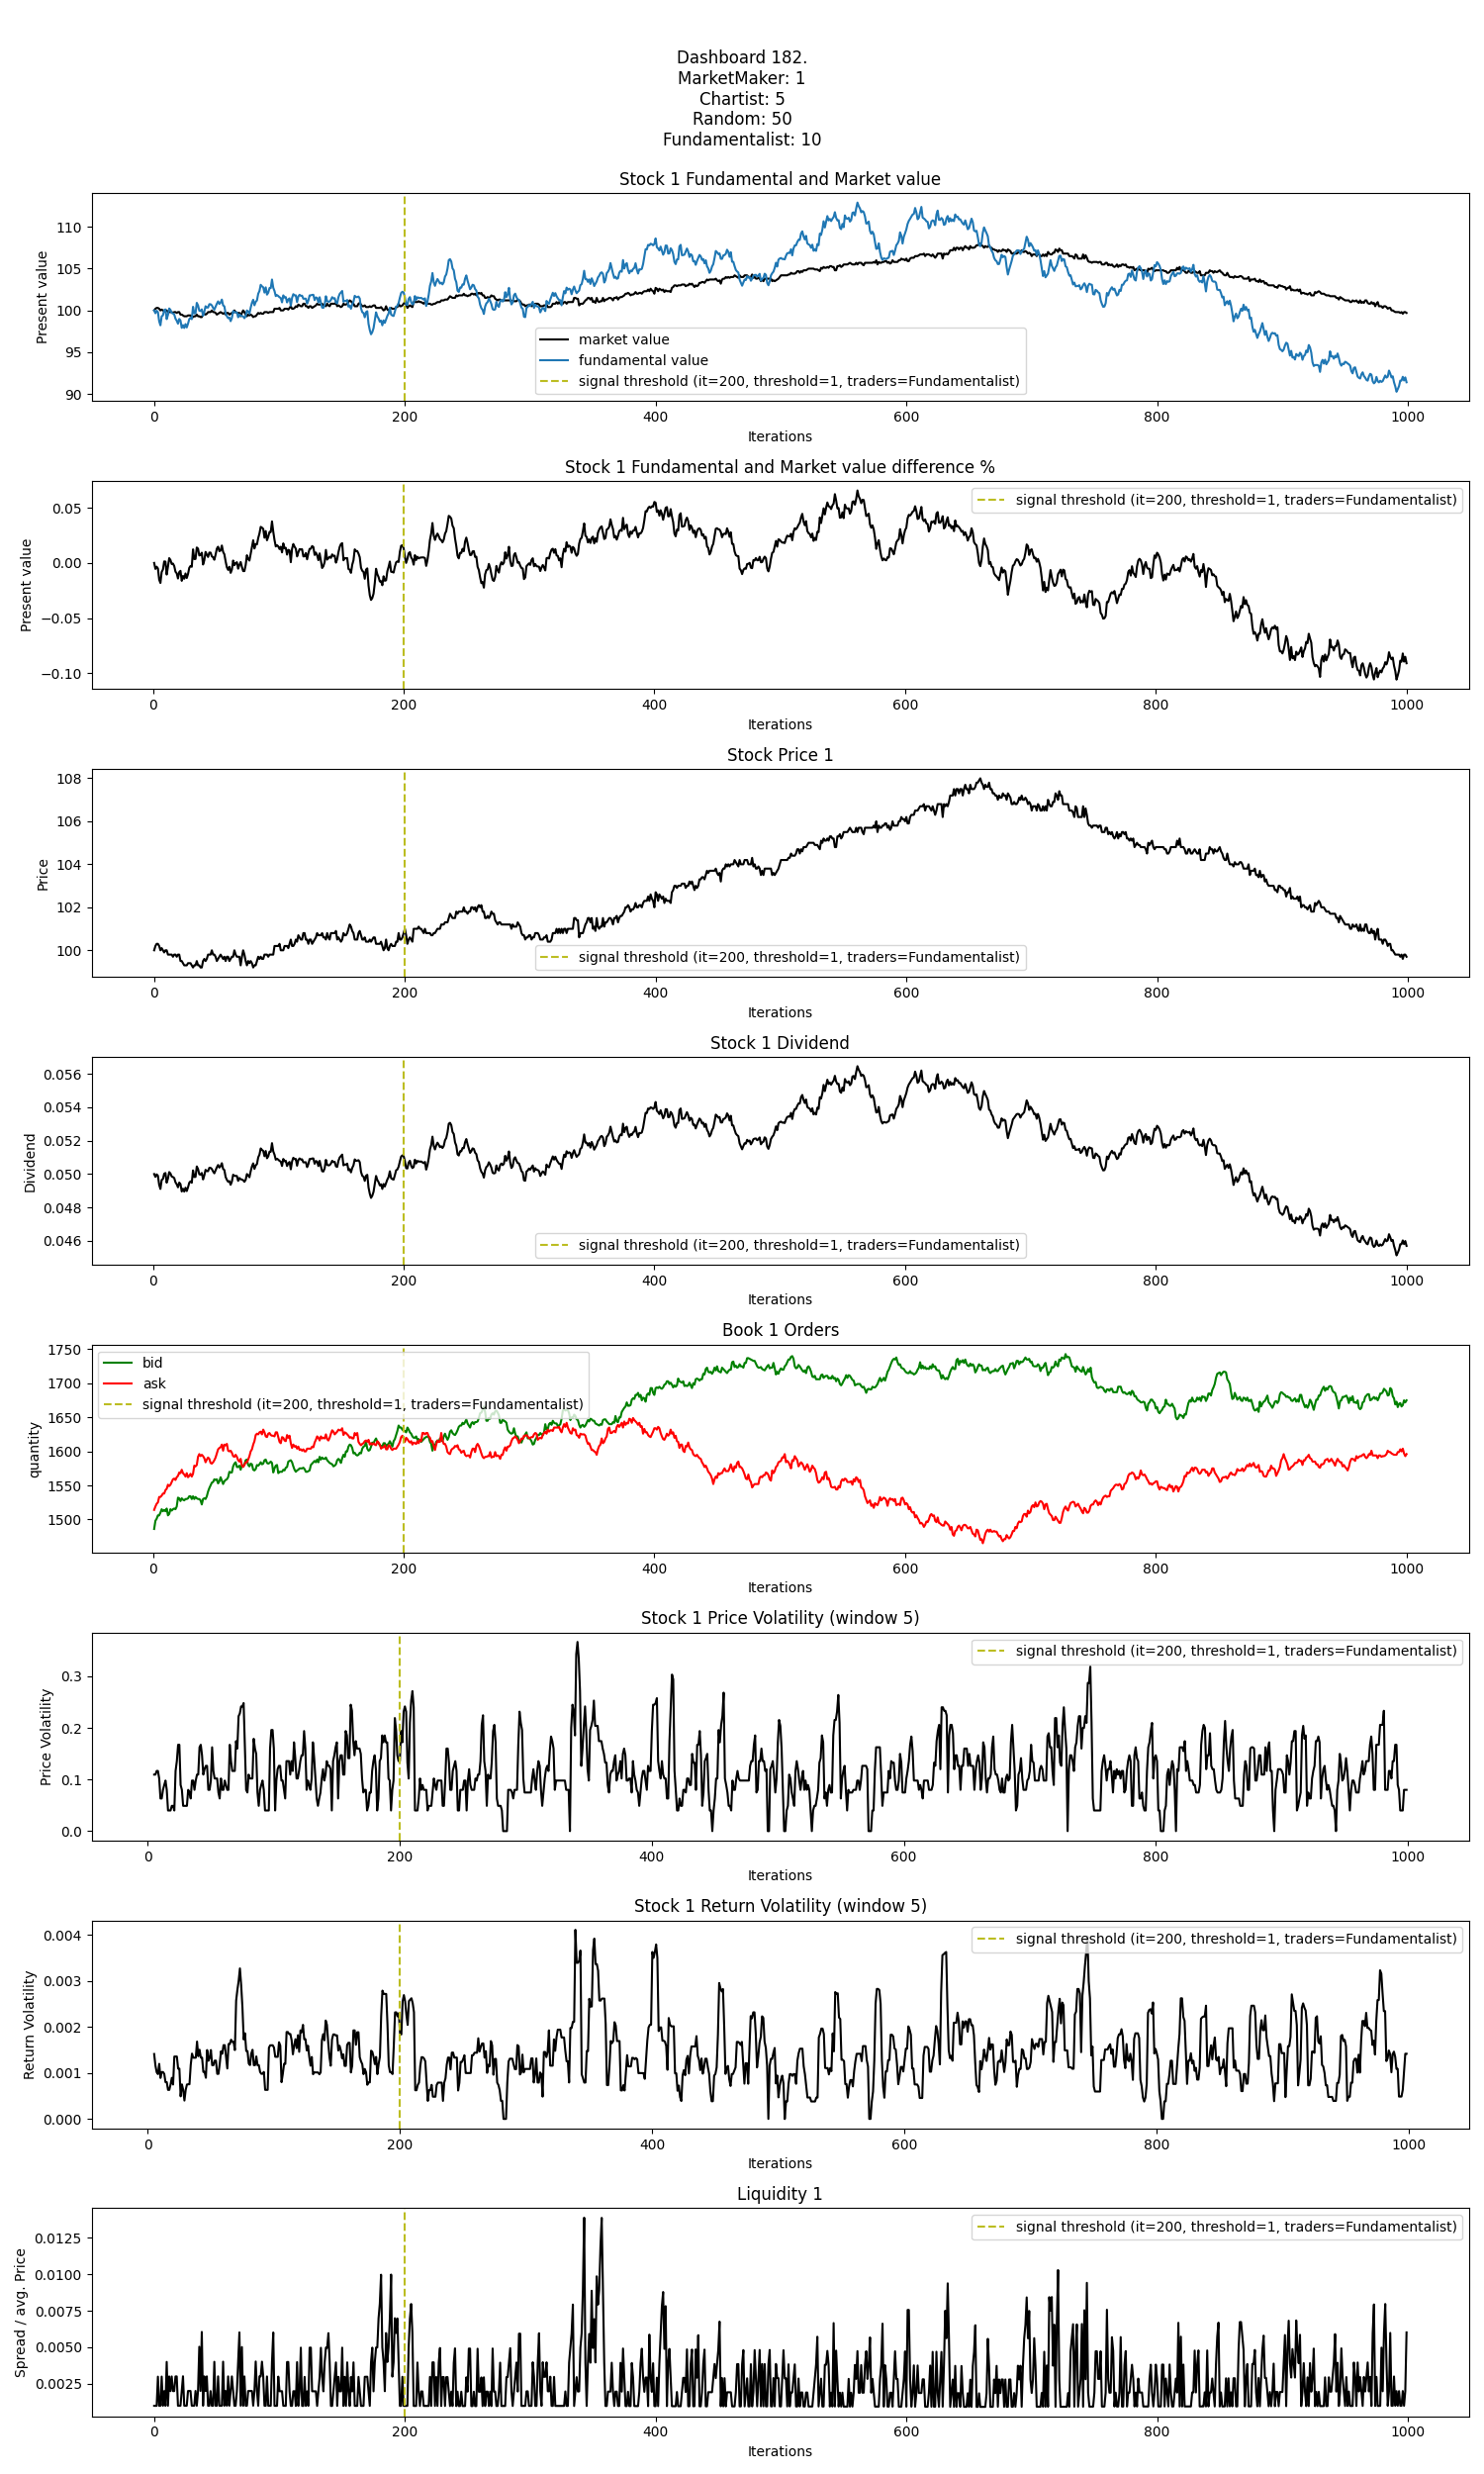 Dashboard 182.
MarketMaker: 1
Chartist: 5
Random: 50
Fundamentalist: 10
Stock 1 Fundamental and Market value
Present value
110
105
100
95
90
market value
fundamental value
signal threshold (it=200, threshold=1, traders=Fundamentalist)
0 200 400 600 800 1000
Iterations
Stock 1 Fundamental and Market value difference %
Present value
0.05
0.00
−0.05
−0.10
signal threshold (it=200, threshold=1, traders=Fundamentalist)
0 200 400 600 800 1000
Iterations
Stock Price 1
Price
108
106
104
102
100
signal threshold (it=200, threshold=1, traders=Fundamentalist)
0 200 400 600 800 1000
Iterations
Stock 1 Dividend
Dividend
0.056
0.054
0.052
0.050
0.048
0.046
signal threshold (it=200, threshold=1, traders=Fundamentalist)
0 200 400 600 800 1000
Iterations
Book 1 Orders
quantity
1750
1700
1650
1600
1550
1500
bid
ask
signal threshold (it=200, threshold=1, traders=Fundamentalist)
0 200 400 600 800 1000
Iterations
Stock 1 Price Volatility (window 5)
Price Volatility
0.3
0.2
0.1
0.0
signal threshold (it=200, threshold=1, traders=Fundamentalist)
0 200 400 600 800 1000
Iterations
Stock 1 Return Volatility (window 5)
Return Volatility
0.004
0.003
0.002
0.001
0.000
signal threshold (it=200, threshold=1, traders=Fundamentalist)
0 200 400 600 800 1000
Iterations
Liquidity 1
Spread / avg. Price
0.0125
0.0100
0.0075
0.0050
0.0025
signal threshold (it=200, threshold=1, traders=Fundamentalist)
0 200 400 600 800 1000
Iterations